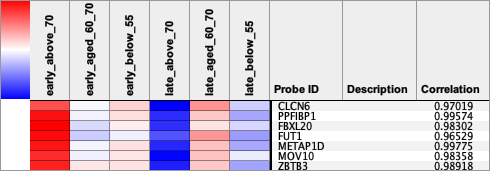 early_above_70
early_aged_60_70
early_below_55
late_above_70
late_aged_60_70
late_below_55
Probe ID Description Correlation
CLCN6 0.97019
PPFIBP1 0.99574
FBXL20 0.98302
FUT1 0.96529
METAP1D 0.99775
MOV10 0.98358
ZBTB3 0.98918